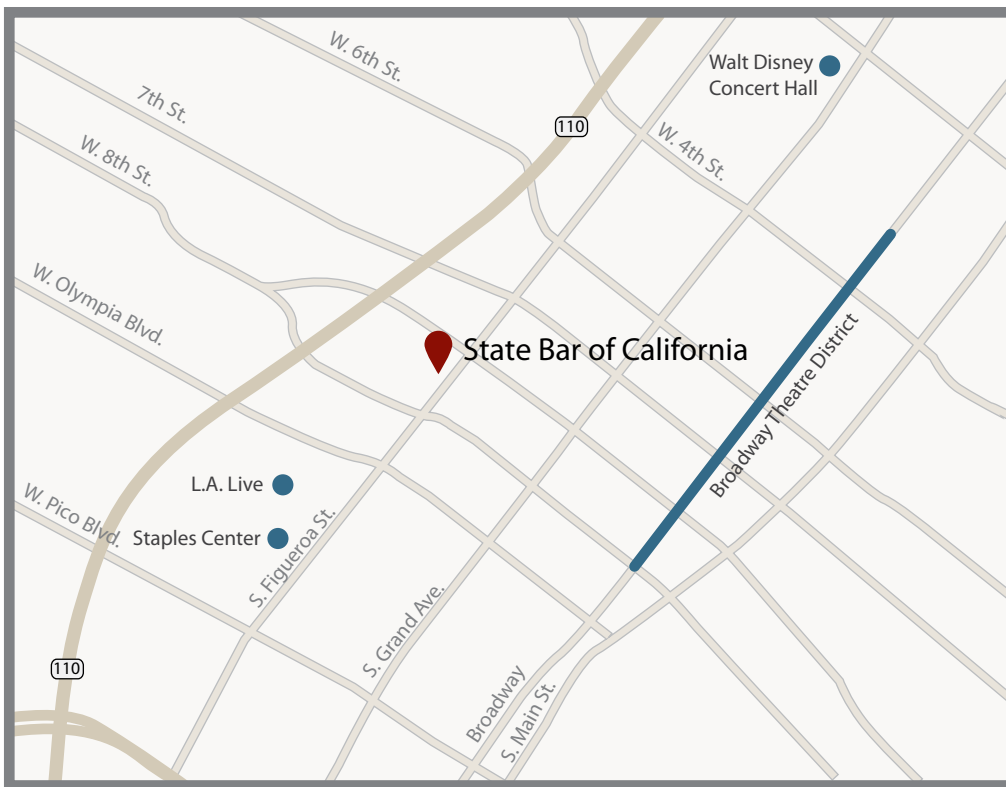 W. 6th St.
Walt Disney
Concert Hall
7th St.
110
W. 4th St.
W. 8th St.
W. Olympia Blvd.
State Bar of California
Broadway Theatre District
L.A. Live
W. Pico Blvd.
Staples Center
S. Figueroa St.
S. Grand Ave.
110
Broadway
S. Main St.